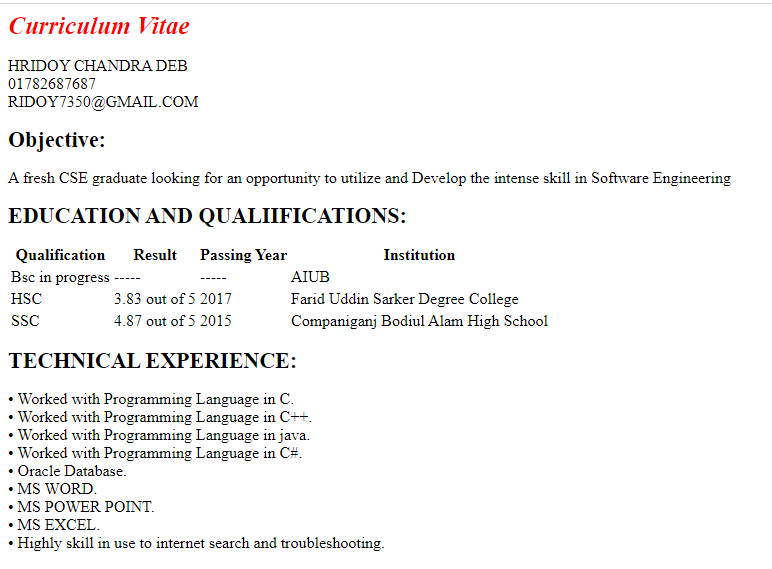 Curriculum Vitae
HRIDOY CHANDRA DEB
01782687687
RIDOY7350@GMAIL.COM
Objective:
A fresh CSE graduate looking for an opportunity to utilize and Develop the intense skill in Software Engineering
EDUCATION AND QUALIIFICATIONS:
Qualification Result Passing Year Institution
Bsc in progress ----- ----- AIUB
HSC 3.83 out of 5 2017 Farid Uddin Sarker Degree College
SSC 4.87 out of 5 2015 Companiganj Bodiul Alam High School
TECHNICAL EXPERIENCE:
• Worked with Programming Language in C.
• Worked with Programming Language in C++.
• Worked with Programming Language in java.
• Worked with Programming Language in C#.
• Oracle Database.
• MS WORD.
• MS POWER POINT.
• MS EXCEL.
• Highly skill in use to internet search and troubleshooting.